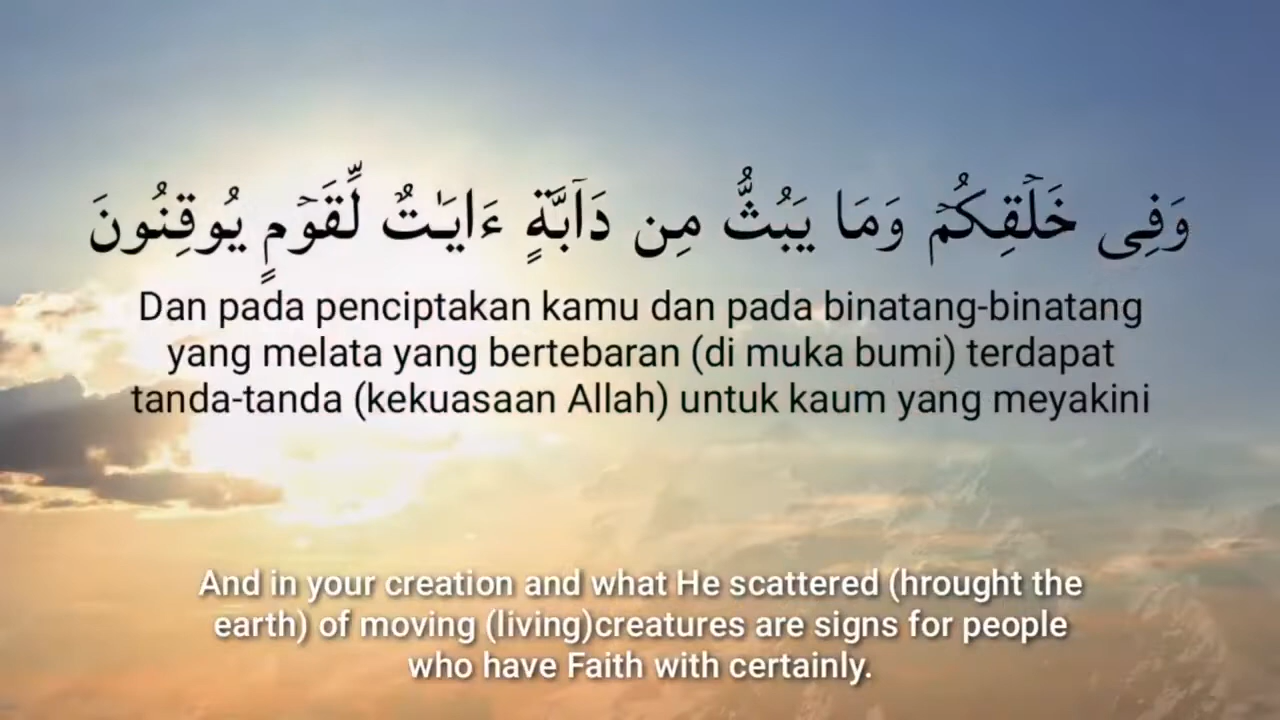 وَفِى خَلْقِكُمْ وَمَا يَبُثُّ مِن دَآبَّةٍ ءَايَـٰتٌ لِّقَوْمٍ يُوقِنُونَ
Dan pada penciptakan kamu dan pada binatang-binatang
yang melata yang bertebaran (di muka bumi) terdapat
tanda-tanda (kekuasaan Allah) untuk kaum yang meyakini
And in your creation and what He scattered (hrought the
earth) of moving (living)creatures are signs for people
who have Faith with certainly.